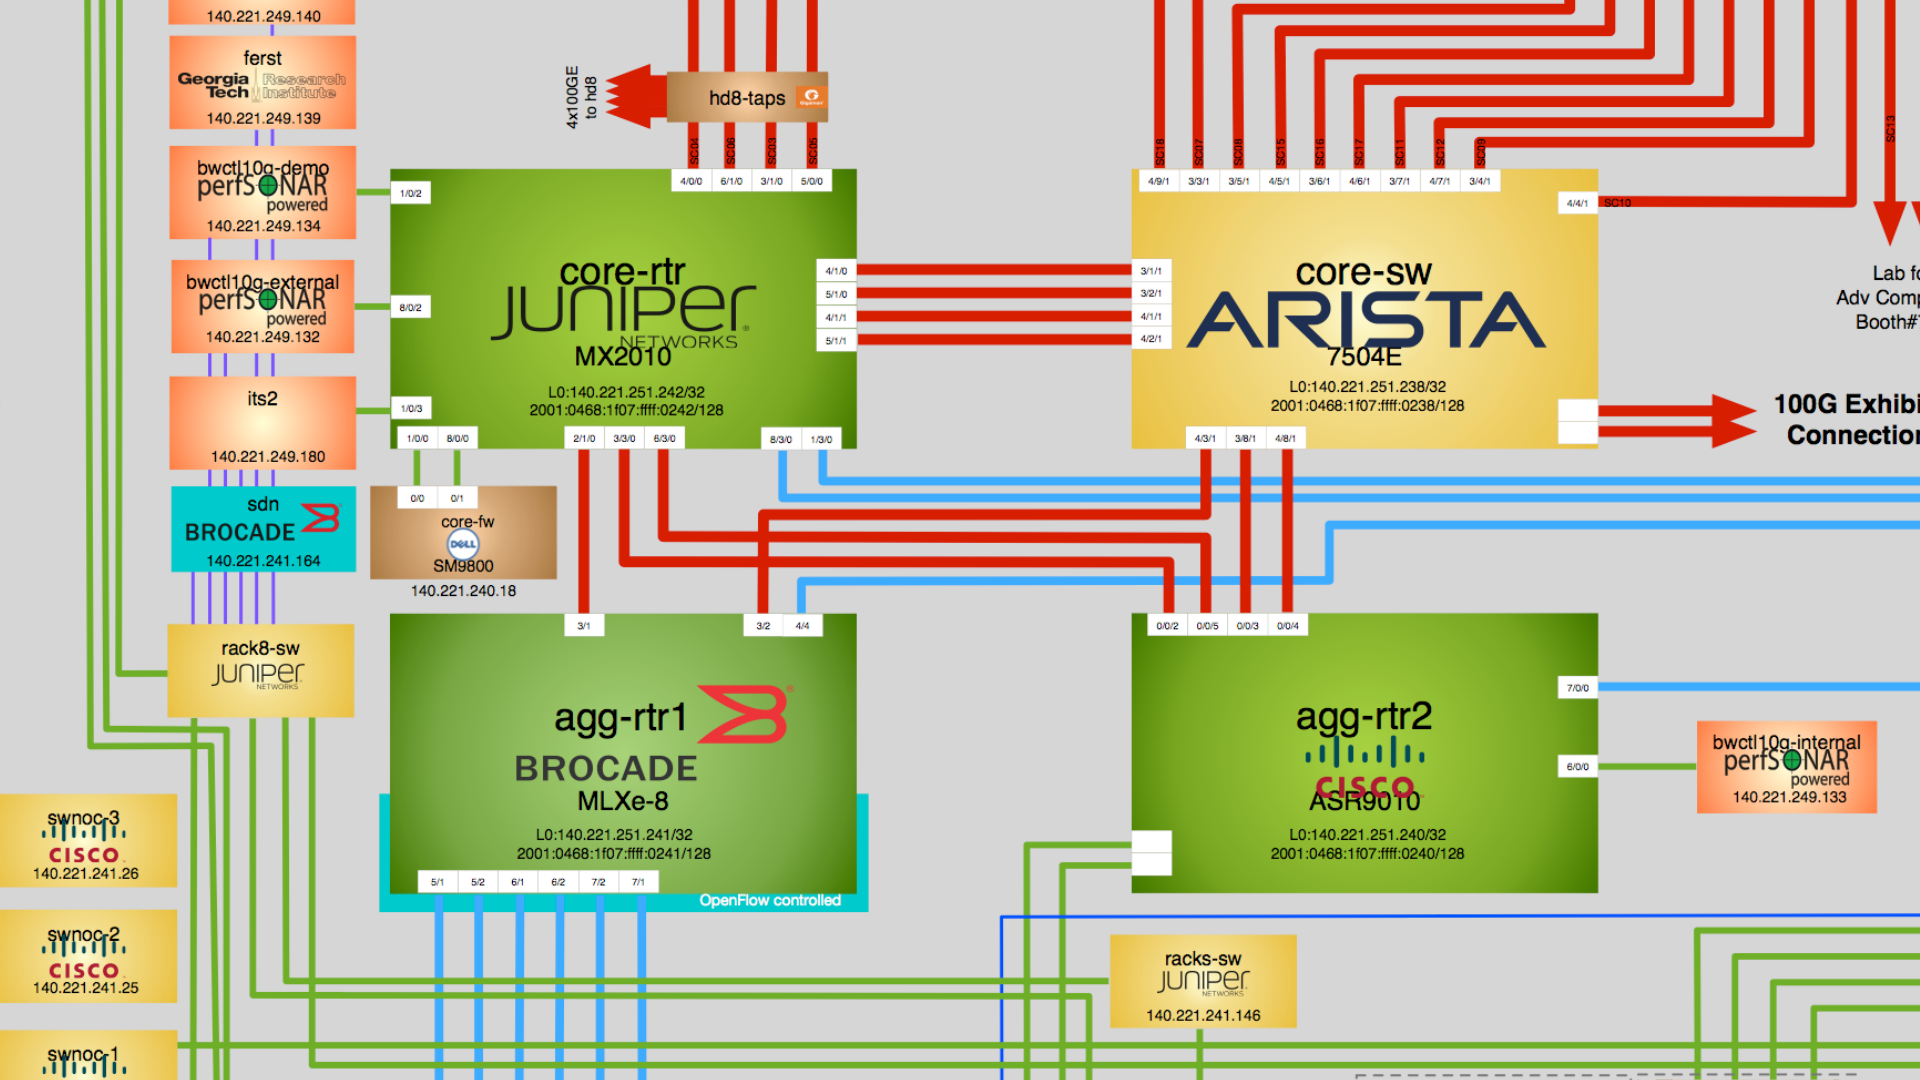 140.221.249.140
ferst
Georgia Tech
Research Institute
140.221.249.139
bwctl10g-demo
perfSONAR
powered
140.221.249.134
bwctl10g-external
perfSONAR
powered
140.221.249.132
its2
140.221.249.180
sdn
BROCADE
140.221.241.164
rack8-sw
JUNIPER
NETWORKS
swnoc-3
CISCO
140.221.241.26
swnoc-2
CISCO
140.221.241.25
swnoc-1
4x100GE
to hd8
hd8-taps
SC04 SC06 SC03 SC05
4/0/0 6/1/0 3/1/0 5/0/0
1/0/2
8/0/2
1/0/3
core-rtr
JUNIPER
NETWORKS
MX2010
L0:140.221.251.242/32
2001:0468:1f07:ffff:0242/128
4/1/0
5/1/0
4/1/1
5/1/1
1/0/0 8/0/0
2/1/0 3/3/0 6/3/0
8/3/0 1/3/0
0/0 0/1
core-fw
DELL
SM9800
140.221.240.18
SC18 SC07 SC08 SC15 SC16 SC17 SC11 SC12 SC09
4/9/1 3/3/1 3/5/1 4/5/1 3/6/1 4/6/1 3/7/1 4/7/1 3/4/1
4/4/1
SC10
SC13
3/1/1
3/2/1
4/1/1
4/2/1
core-sw
ARISTA
7504E
L0:140.221.251.238/32
2001:0468:1f07:ffff:0238/128
4/3/1 3/8/1 4/8/1
Lab fo
Adv Comp
Booth#
100G Exhibi
Connection
3/1
3/2 4/4
agg-rtr1
BROCADE
MLXe-8
L0:140.221.251.241/32
2001:0468:1f07:ffff:0241/128
5/1 5/2 6/1 6/2 7/2 7/1
OpenFlow controlled
0/0/2 0/0/5 0/0/3 0/0/4
7/0/0
6/0/0
agg-rtr2
CISCO
ASR9010
L0:140.221.251.240/32
2001:0468:1f07:ffff:0240/128
bwctl10g-internal
perfSONAR
powered
140.221.249.133
racks-sw
JUNIPER
NETWORKS
140.221.241.146